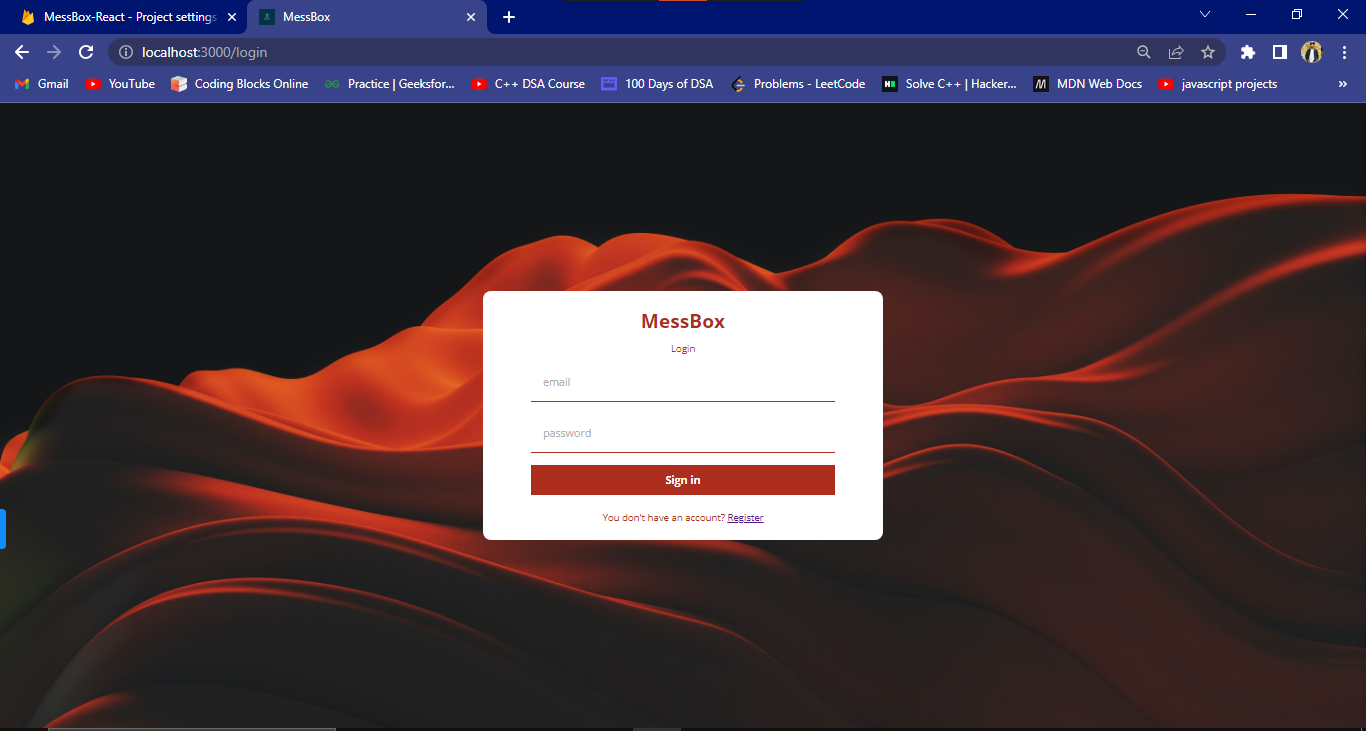 MessBox-React - Project settings
MessBox
localhost:3000/login
Gmail
YouTube
Coding Blocks Online
Practice | Geeksfor...
C++ DSA Course
100 Days of DSA
Problems - LeetCode
Solve C++ | Hacker...
MDN Web Docs
javascript projects
»
MessBox
Login
email
password
Sign in
You don't have an account? Register